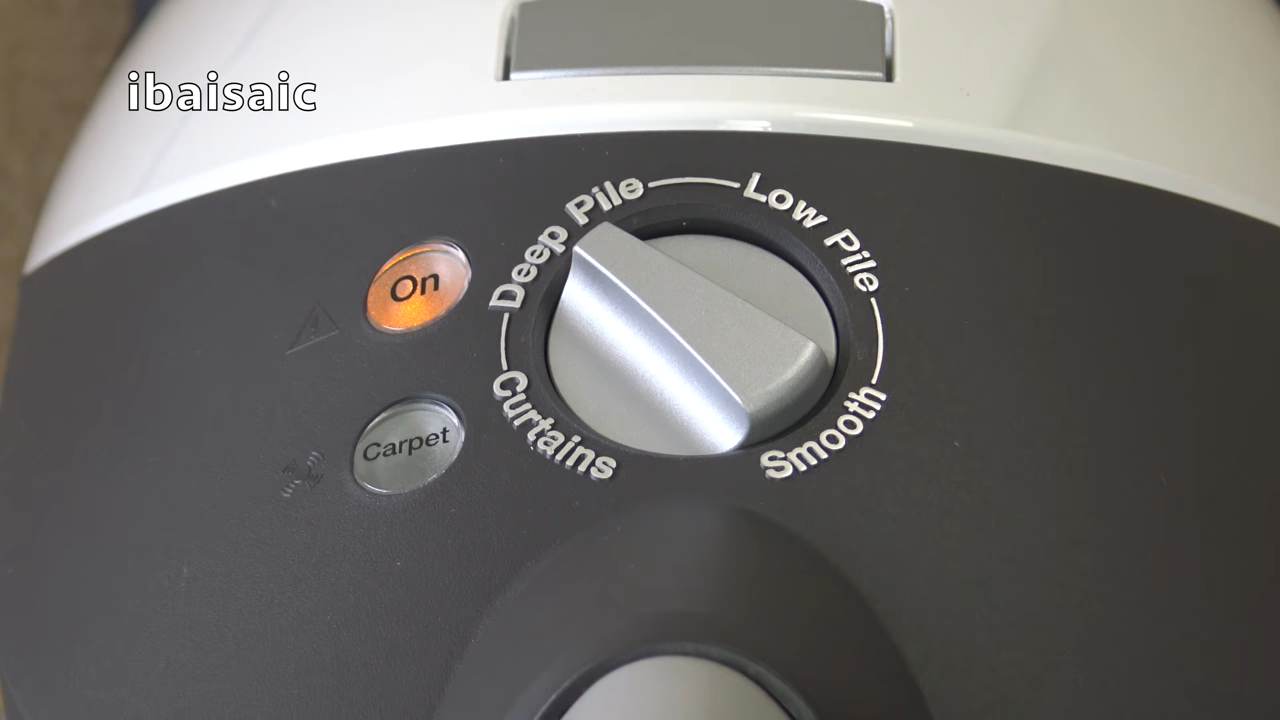 ibaisaic
Deep Pile
Low Pile
On
Carpet
Curtains
Smooth